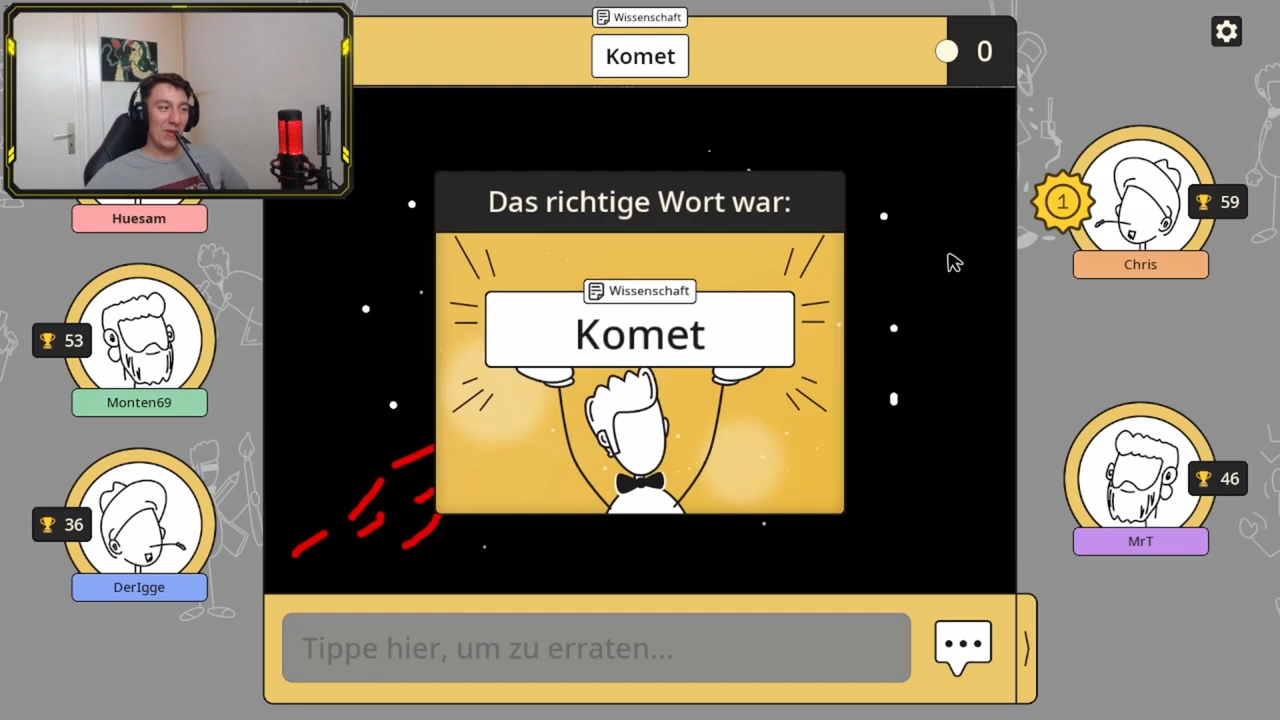 Wissenschaft
Komet
0
Das richtige Wort war:
Wissenschaft
Komet
Huesam
53
Monten69
36
DerIgge
1
59
Chris
46
MrT
Tippe hier, um zu erraten...